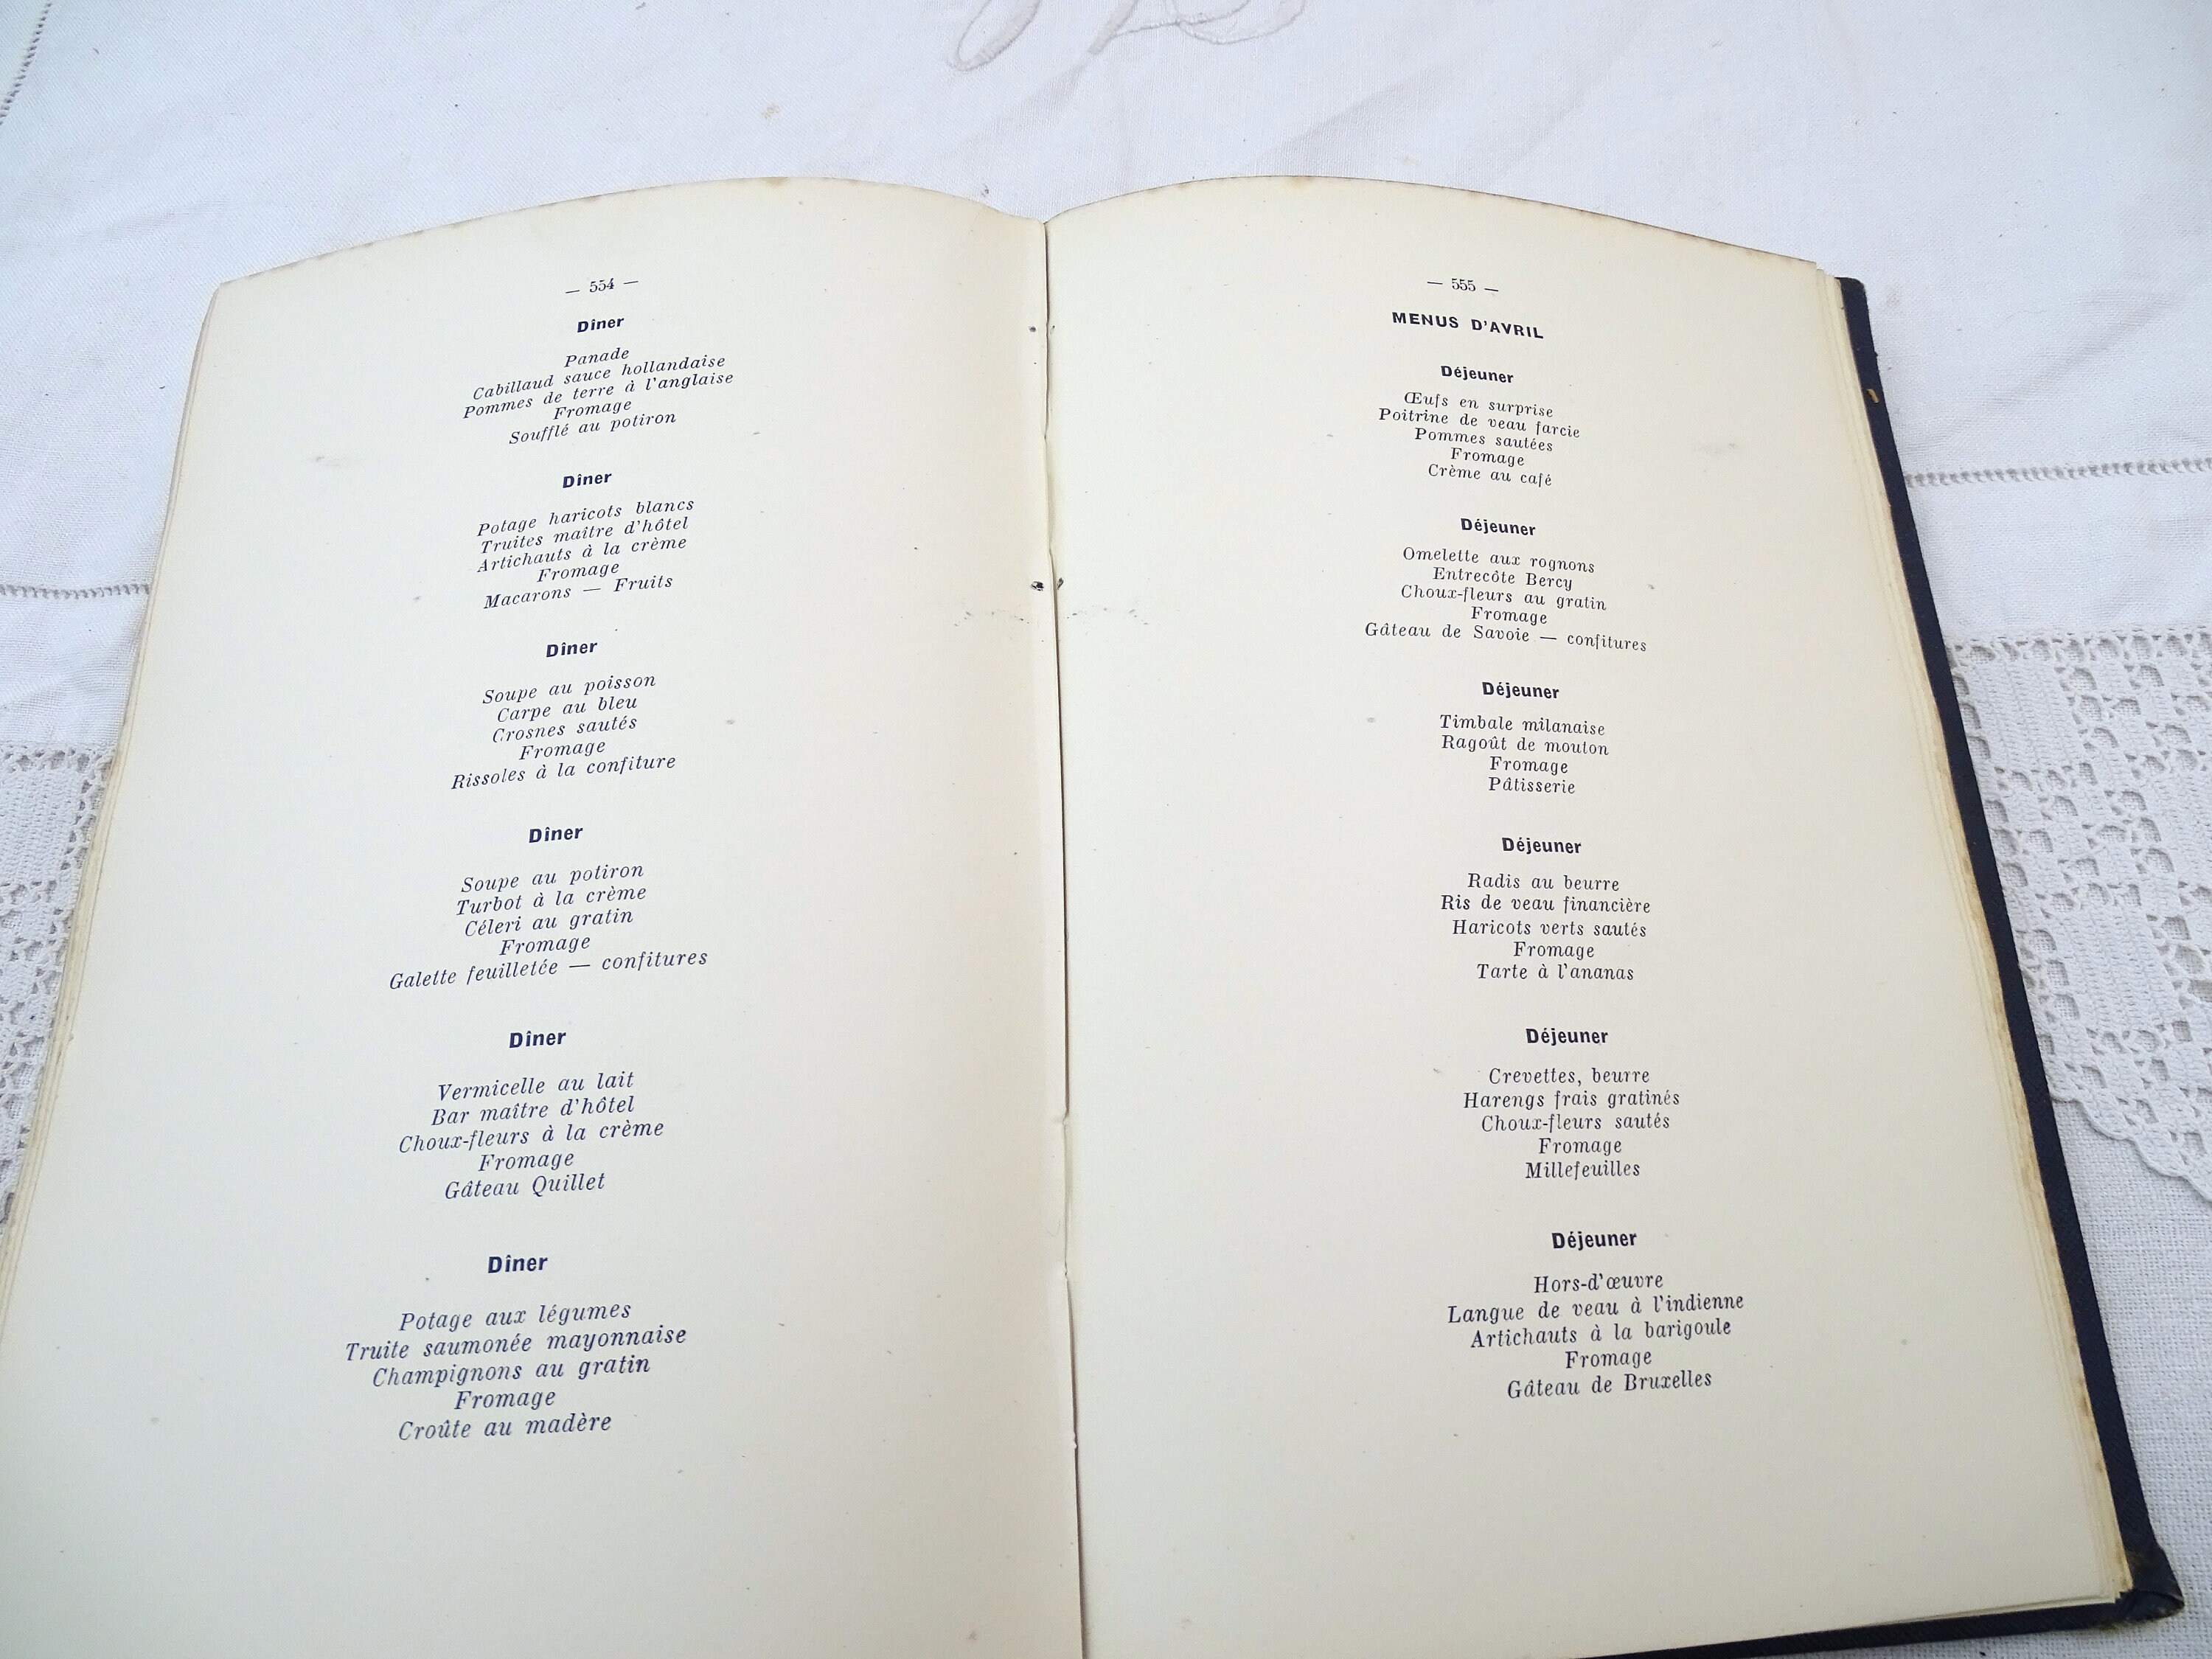 — 554 —
Dîner
Panade
Cabillaud sauce hollandaise
Pommes de terre à l'anglaise
Fromage
Soufflé au potiron
Dîner
Potage haricots blancs
Truites maître d'hôtel
Artichauts à la crème
Fromage
Macarons — Fruits
Dîner
Soupe au poisson
Carpe au bleu
Crosnes sautés
Fromage
Rissoles à la confiture
Dîner
Soupe au potiron
Turbot à la crème
Céleri au gratin
Fromage
Galette feuilletée — confitures
Dîner
Vermicelle au lait
Bar maître d'hôtel
Choux-fleurs à la crème
Fromage
Gâteau Quillet
Dîner
Potage aux légumes
Truite saumonée mayonnaise
Champignons au gratin
Fromage
Croûte au madère
— 555 —
MENUS D'AVRIL
Déjeuner
Œufs en surprise
Poitrine de veau farcie
Pommes sautées
Fromage
Crème au café
Déjeuner
Omelette aux rognons
Entrecôte Bercy
Choux-fleurs au gratin
Fromage
Gâteau de Savoie — confitures
Déjeuner
Timbale milanaise
Ragoût de mouton
Fromage
Pâtisserie
Déjeuner
Radis au beurre
Ris de veau financière
Haricots verts sautés
Fromage
Tarte à l'ananas
Déjeuner
Crevettes, beurre
Harengs frais gratinés
Choux-fleurs sautés
Fromage
Millefeuilles
Déjeuner
Hors-d'œuvre
Langue de veau à l'indienne
Artichauts à la barigoule
Fromage
Gâteau de Bruxelles